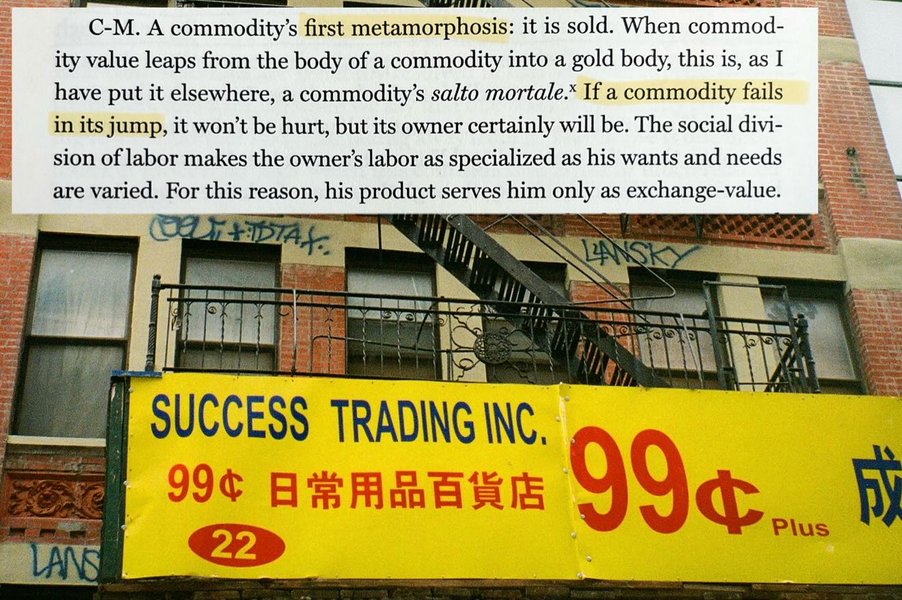 C-M. A commodity's first metamorphosis: it is sold. When commod-
ity value leaps from the body of a commodity into a gold body, this is, as I
have put it elsewhere, a commodity's salto mortale.ˣ If a commodity fails
in its jump, it won't be hurt, but its owner certainly will be. The social divi-
sion of labor makes the owner's labor as specialized as his wants and needs
are varied. For this reason, his product serves him only as exchange-value.
LANSKY
SUCCESS TRADING INC.
99¢ 日常用品百貨店
22
99¢ Plus
成
LANS